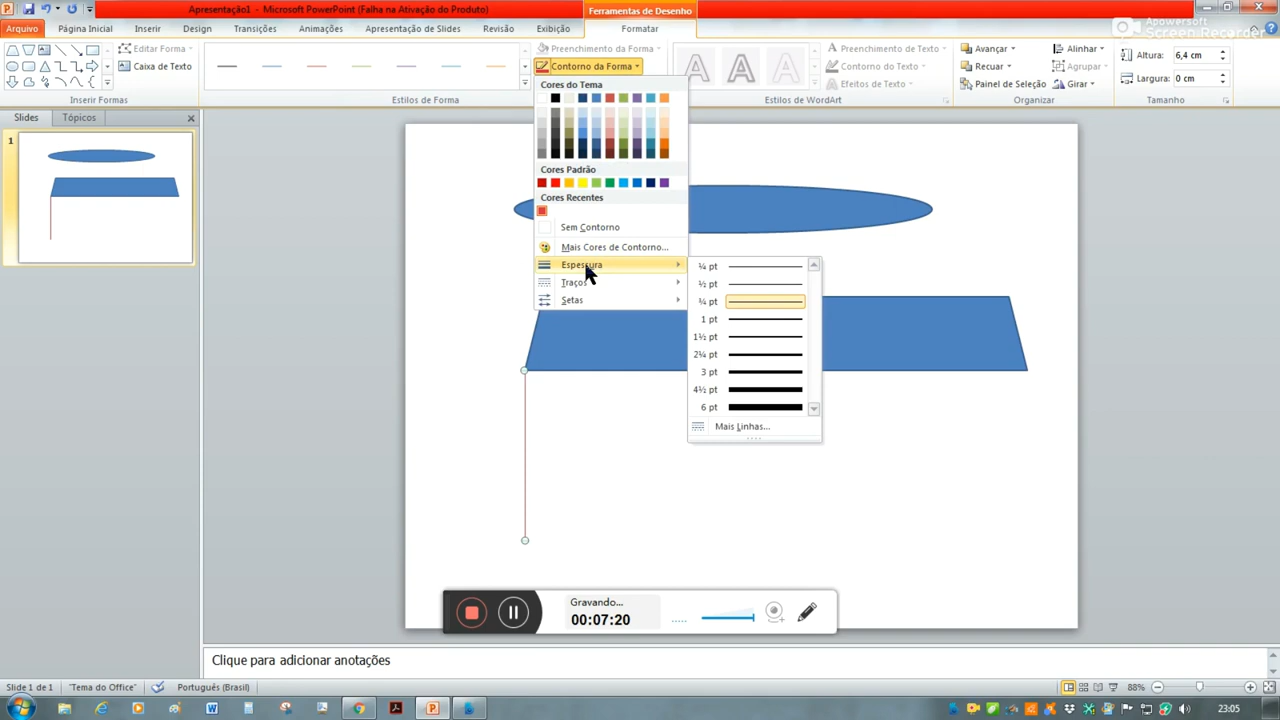 Apresentação1 - Microsoft PowerPoint (Falha na Ativação do Produto)
Ferramentas de Desenho
Arquivo
Página Inicial
Inserir
Design
Transições
Animações
Apresentação de Slides
Revisão
Exibição
Formatar
Apowersoft
Screen Recorder
Editar Forma
Caixa de Texto
Inserir Formas
Estilos de Forma
Preenchimento da Forma
Contorno da Forma
A A A
Preenchimento de Texto
Contorno do Texto
Efeitos de Texto
Estilos de WordArt
Avançar
Recuar
Painel de Seleção
Alinhar
Agrupar
Girar
Organizar
Altura: 6,4 cm
Largura: 0 cm
Tamanho
Slides
Tópicos
1
Cores do Tema
Cores Padrão
Cores Recentes
Sem Contorno
Mais Cores de Contorno...
Espessura
Traços
Setas
¼ pt
½ pt
¾ pt
1 pt
1½ pt
2¼ pt
3 pt
4½ pt
6 pt
Mais Linhas...
Gravando...
00:07:20
Clique para adicionar anotações
Slide 1 de 1
"Tema do Office"
Português (Brasil)
88%
23:05